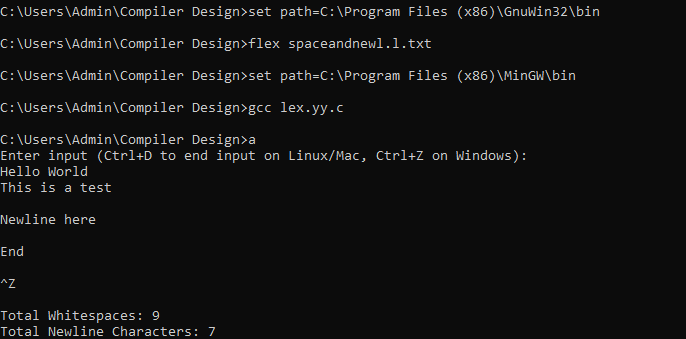 C:\Users\Admin\Compiler Design>set path=C:\Program Files (x86)\GnuWin32\bin
C:\Users\Admin\Compiler Design>flex spaceandnewl.l.txt
C:\Users\Admin\Compiler Design>set path=C:\Program Files (x86)\MinGW\bin
C:\Users\Admin\Compiler Design>gcc lex.yy.c
C:\Users\Admin\Compiler Design>a
Enter input (Ctrl+D to end input on Linux/Mac, Ctrl+Z on Windows):
Hello World
This is a test
Newline here
End
^Z
Total Whitespaces: 9
Total Newline Characters: 7